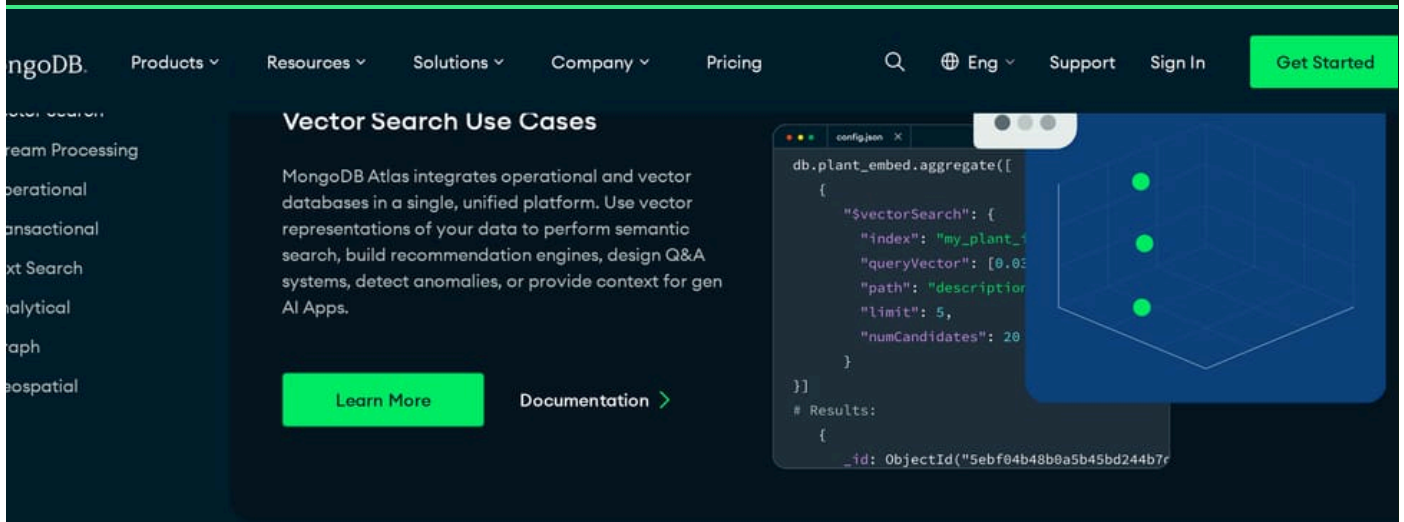 ngoDB.
Products
Resources
Solutions
Company
Pricing
Eng
Support
Sign In
Get Started
ream Processing
perational
ansactional
xt Search
nalytical
raph
eospatial
Vector Search Use Cases
MongoDB Atlas integrates operational and vector
databases in a single, unified platform. Use vector
representations of your data to perform semantic
search, build recommendation engines, design Q&A
systems, detect anomalies, or provide context for gen
AI Apps.
Learn More
Documentation
config.json
db.plant_embed.aggregate([
{
"$vectorSearch": {
"index": "my_plant_i
"queryVector": [0.03
"path": "description
"limit": 5,
"numCandidates": 20
}
}]
# Results:
{
_id: ObjectId("5ebf04b48b0a5b45bd244b7